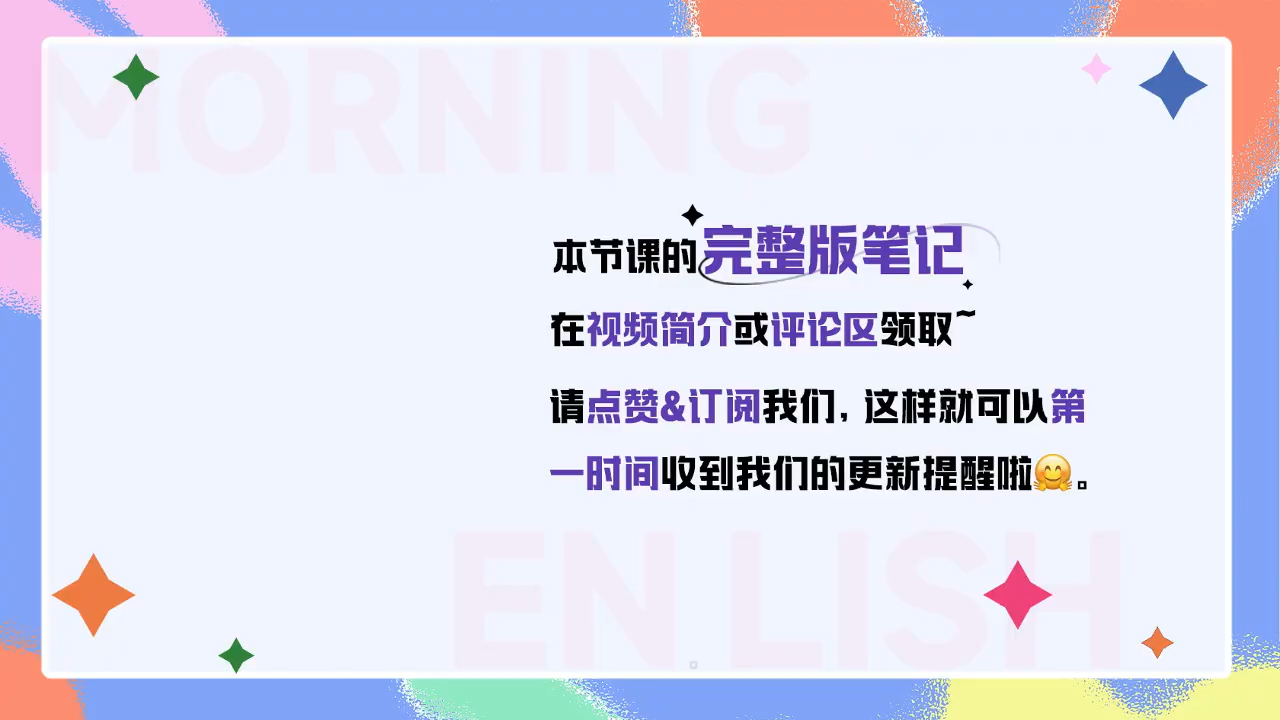 MORNING
本节课的完整版笔记
在视频简介或评论区领取~
请点赞&订阅我们，这样就可以第
一时间收到我们的更新提醒啦🤗。
EN LISH